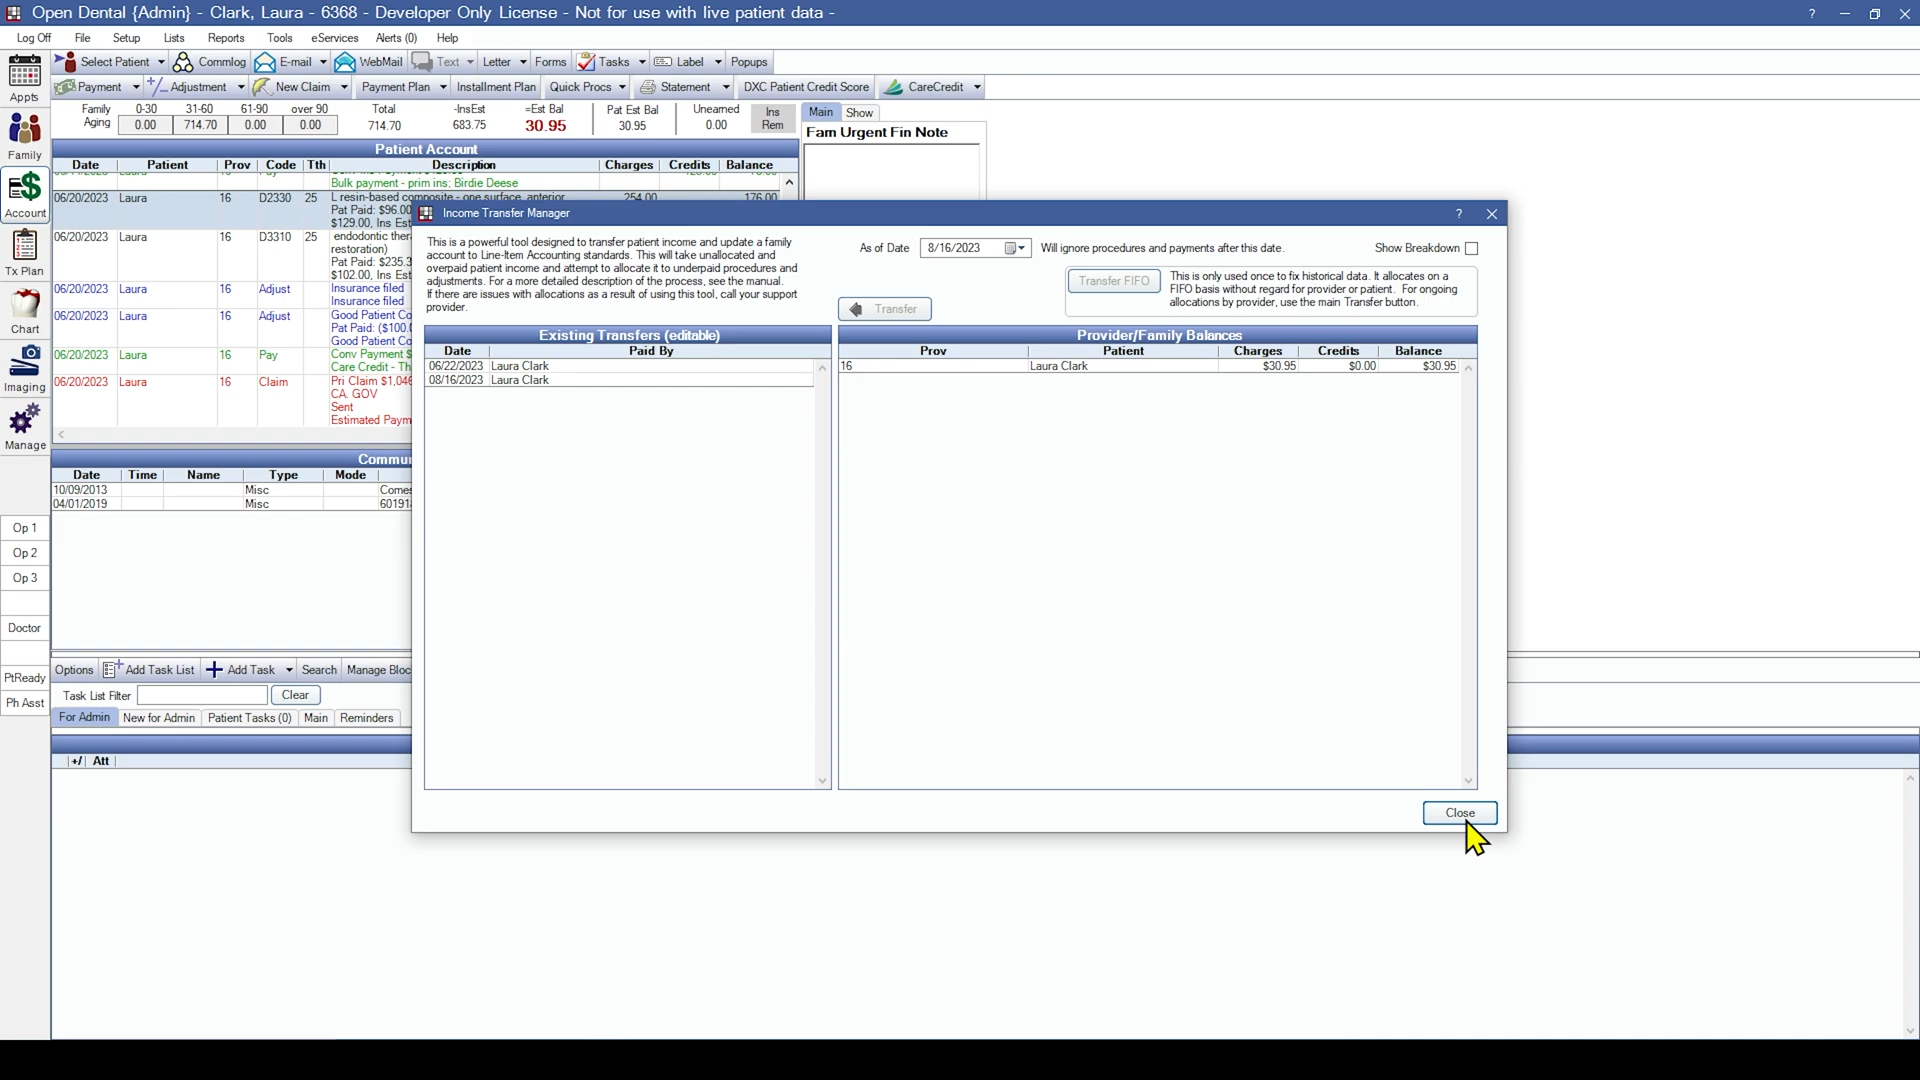 Open Dental {Admin} - Clark, Laura - 6368 - Developer Only License - Not for use with live patient data -
Log Off File Setup Lists Reports Tools eServices Alerts (0) Help
Appts
Select Patient Commlog E-mail WebMail Text Letter Forms Tasks Label Popups
Payment Adjustment New Claim Payment Plan Installment Plan Quick Procs Statement DXC Patient Credit Score CareCredit
Family Aging 0-30 31-60 61-90 over 90 Total -InsEst =Est Bal Pat Est Bal Unearned Ins Rem
0.00 714.70 0.00 0.00 714.70 683.75 30.95 30.95 0.00
Main Show
Fam Urgent Fin Note
Family
Account
Tx Plan
Chart
Imaging
Manage
Patient Account
Date Patient Prov Code Tth Description Charges Credits Balance
Bulk payment - prim ins; Birdie Deese
06/20/2023 Laura 16 D2330 25 L resin-based composite - one surface, anterior 254.00 176.00
Pat Paid: $96.00
$129.00, Ins Est
06/20/2023 Laura 16 D3310 25 endodontic ther
restoration)
Pat Paid: $235.3
$102.00, Ins Est
06/20/2023 Laura 16 Adjust Insurance filed
Insurance filed
06/20/2023 Laura 16 Adjust Good Patient Co
Pat Paid: ($100.0
Good Patient Co
06/20/2023 Laura 16 Pay Conv Payment $
Care Credit - Th
06/20/2023 Laura 16 Claim Pri Claim $1,046
CA. GOV
Sent
Estimated Paym
Commun
Date Time Name Type Mode
10/09/2013 Misc Comes
04/01/2019 Misc 60191
Op 1
Op 2
Op 3
Doctor
PtReady
Ph Asst
Options Add Task List Add Task Search Manage Bloc
Task List Filter Clear
For Admin New for Admin Patient Tasks (0) Main Reminders
+/ Att
Income Transfer Manager
This is a powerful tool designed to transfer patient income and update a family
account to Line-Item Accounting standards. This will take unallocated and
overpaid patient income and attempt to allocate it to underpaid procedures and
adjustments. For a more detailed description of the process, see the manual.
If there are issues with allocations as a result of using this tool, call your support
provider.
As of Date 8/16/2023 Will ignore procedures and payments after this date. Show Breakdown
Transfer FIFO
This is only used once to fix historical data. It allocates on a
FIFO basis without regard for provider or patient. For ongoing
allocations by provider, use the main Transfer button.
Transfer
Existing Transfers (editable)
Date Paid By
06/22/2023 Laura Clark
08/16/2023 Laura Clark
Provider/Family Balances
Prov Patient Charges Credits Balance
16 Laura Clark $30.95 $0.00 $30.95
Close